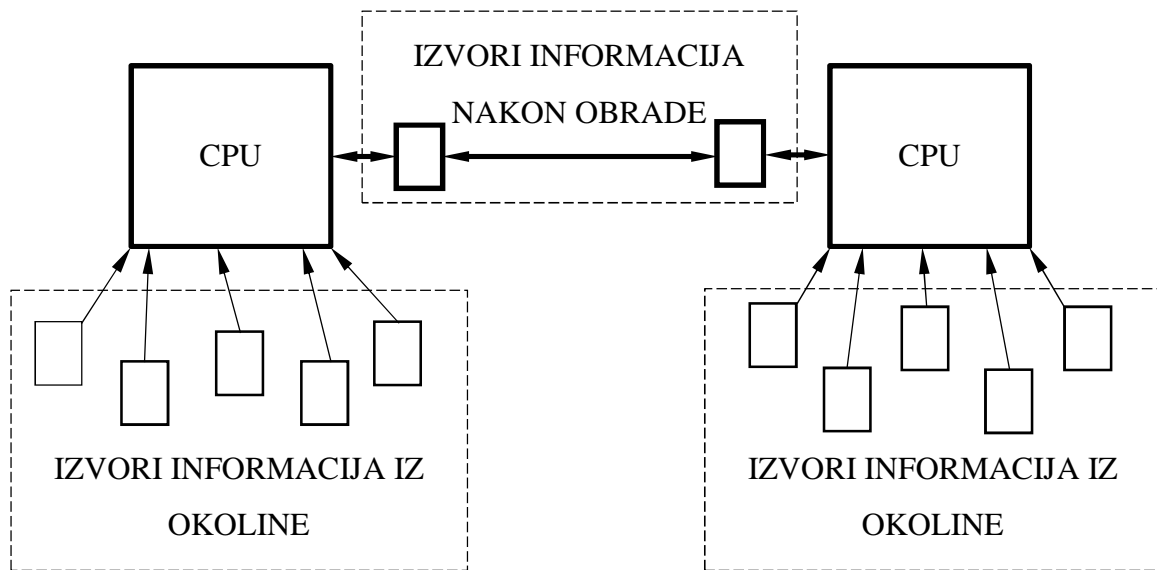 IZVORI INFORMACIJA
NAKON OBRADE
CPU
CPU
IZVORI INFORMACIJA IZ
OKOLINE
IZVORI INFORMACIJA IZ
OKOLINE